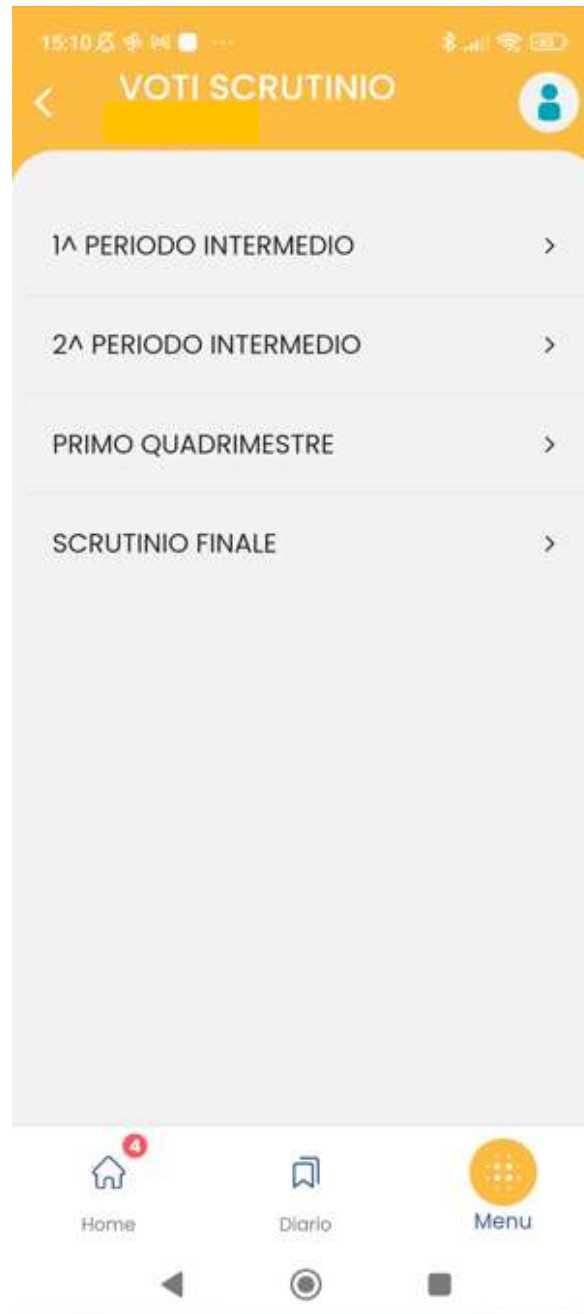 15:10
VOTI SCRUTINIO
1^ PERIODO INTERMEDIO
2^ PERIODO INTERMEDIO
PRIMO QUADRIMESTRE
SCRUTINIO FINALE
4
Home
Diario
Menu